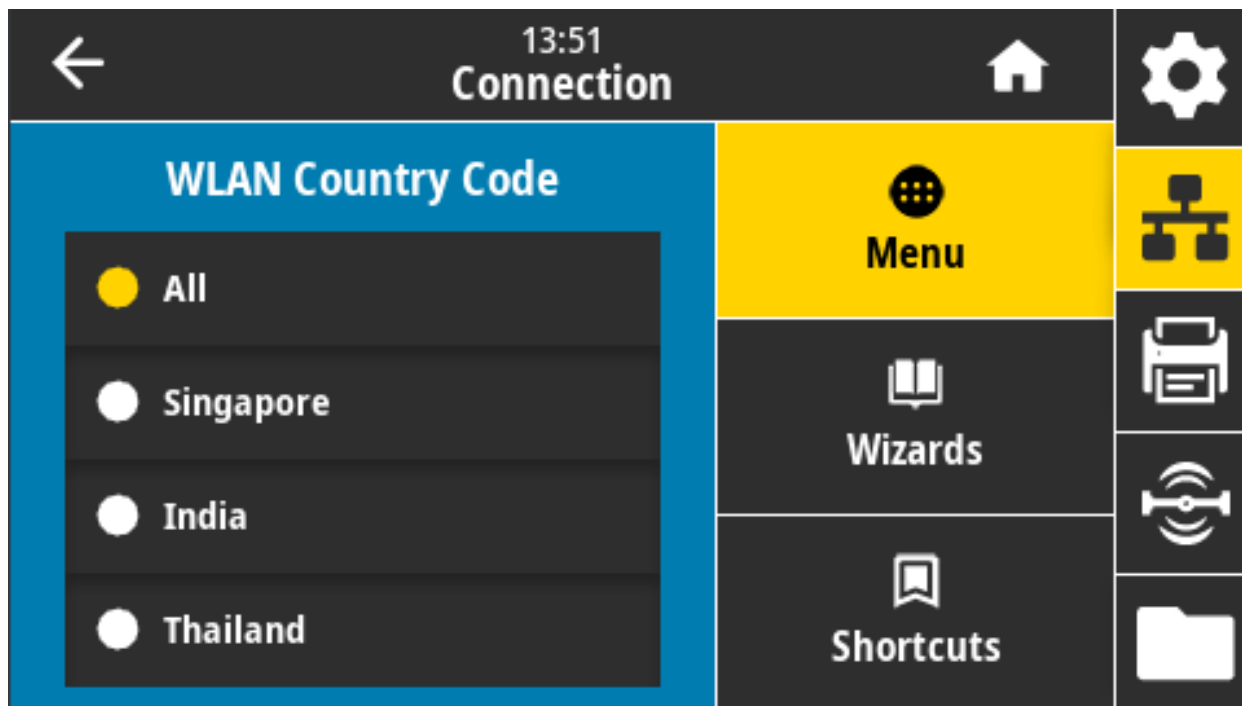 13:51
Connection
WLAN Country Code
All
Singapore
India
Thailand
Menu
Wizards
Shortcuts